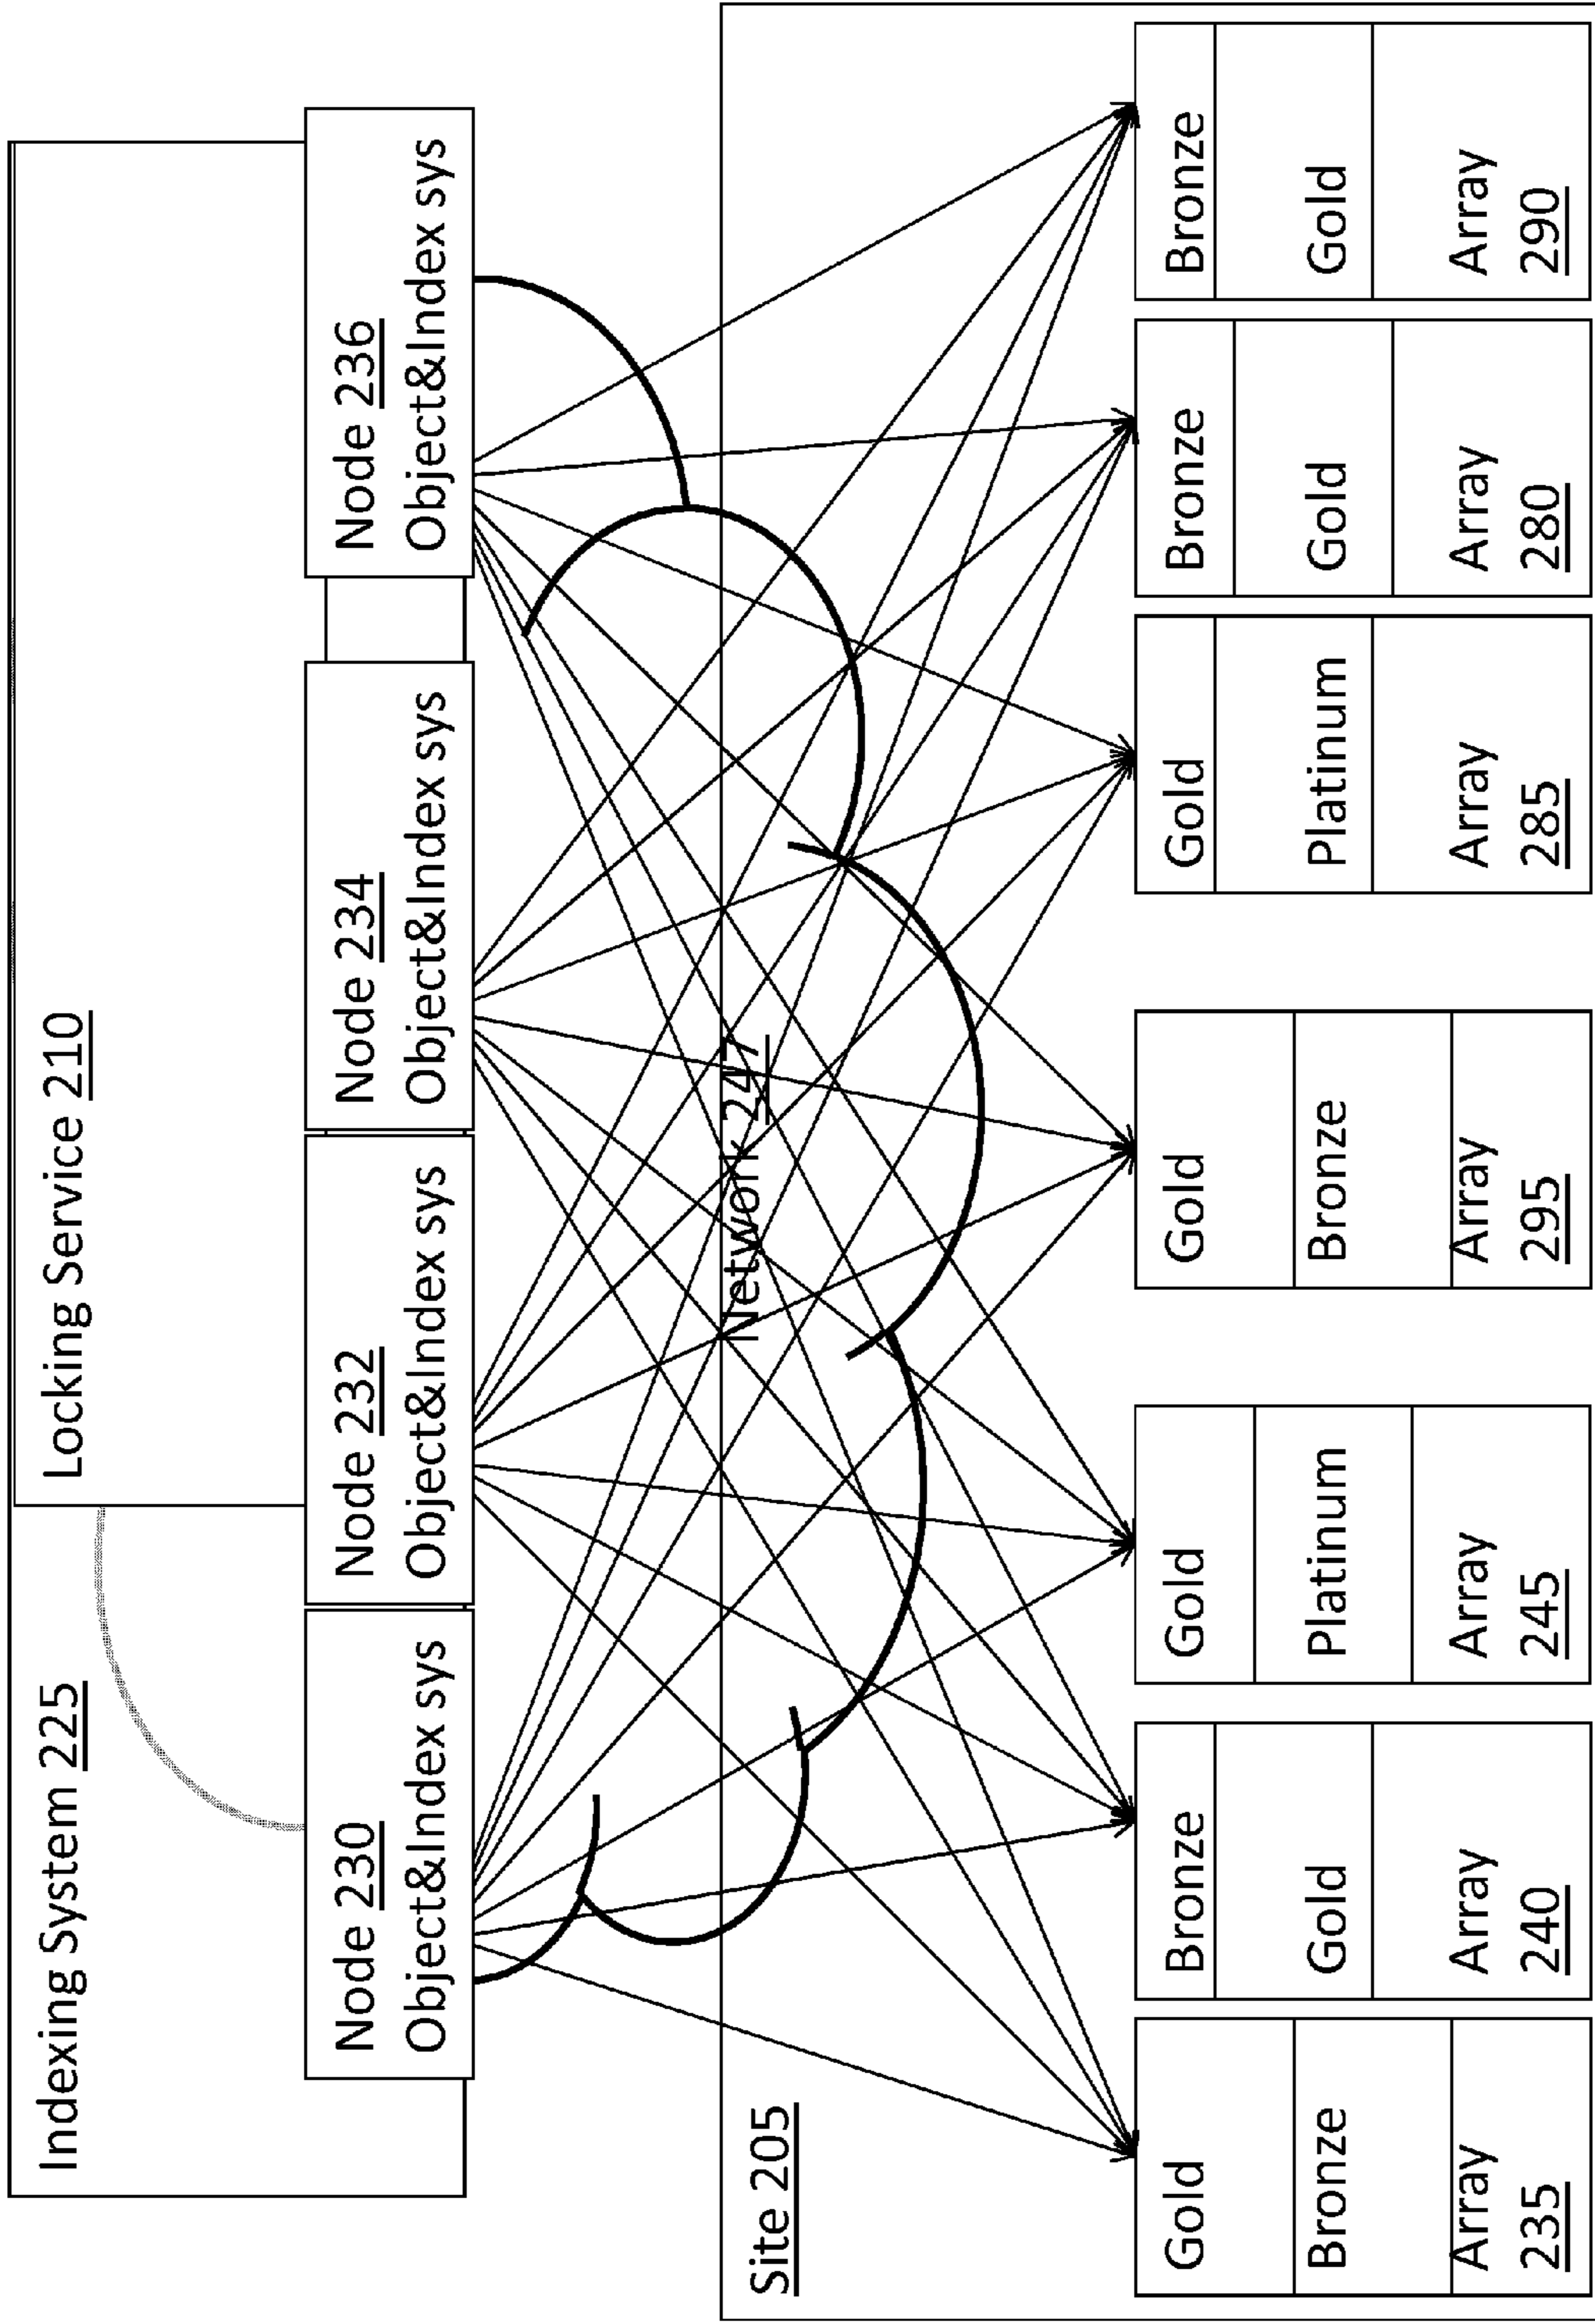 Indexing System 225
Locking Service 210
Node 230
Object&Index sys
Node 232
Object&Index sys
Node 234
Object&Index sys
Node 236
Object&Index sys
Network 247
Site 205
Gold
Bronze
Array
235
Bronze
Gold
Array
240
Gold
Platinum
Array
245
Gold
Bronze
Array
295
Gold
Platinum
Array
285
Bronze
Gold
Array
280
Bronze
Gold
Array
290